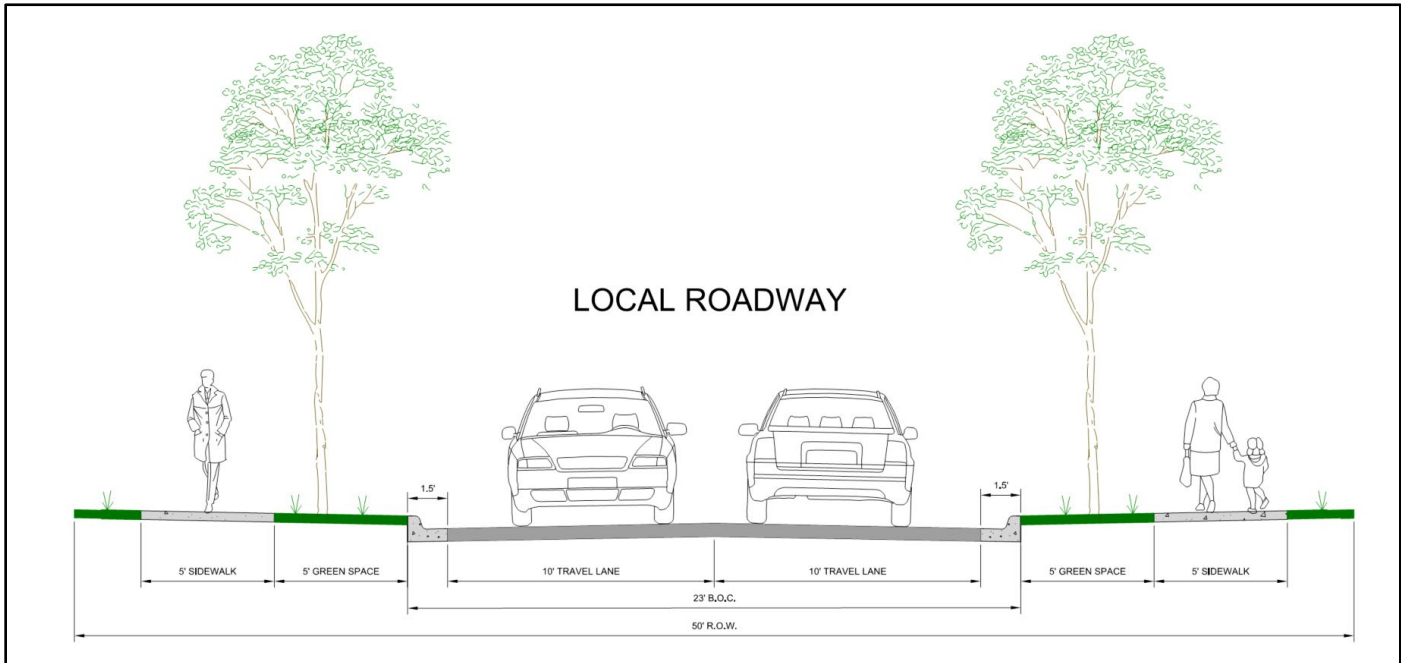 LOCAL ROADWAY
1.5'
1.5'
5' SIDEWALK
5' GREEN SPACE
10' TRAVEL LANE
10' TRAVEL LANE
5' GREEN SPACE
5' SIDEWALK
23' B.O.C.
50' R.O.W.